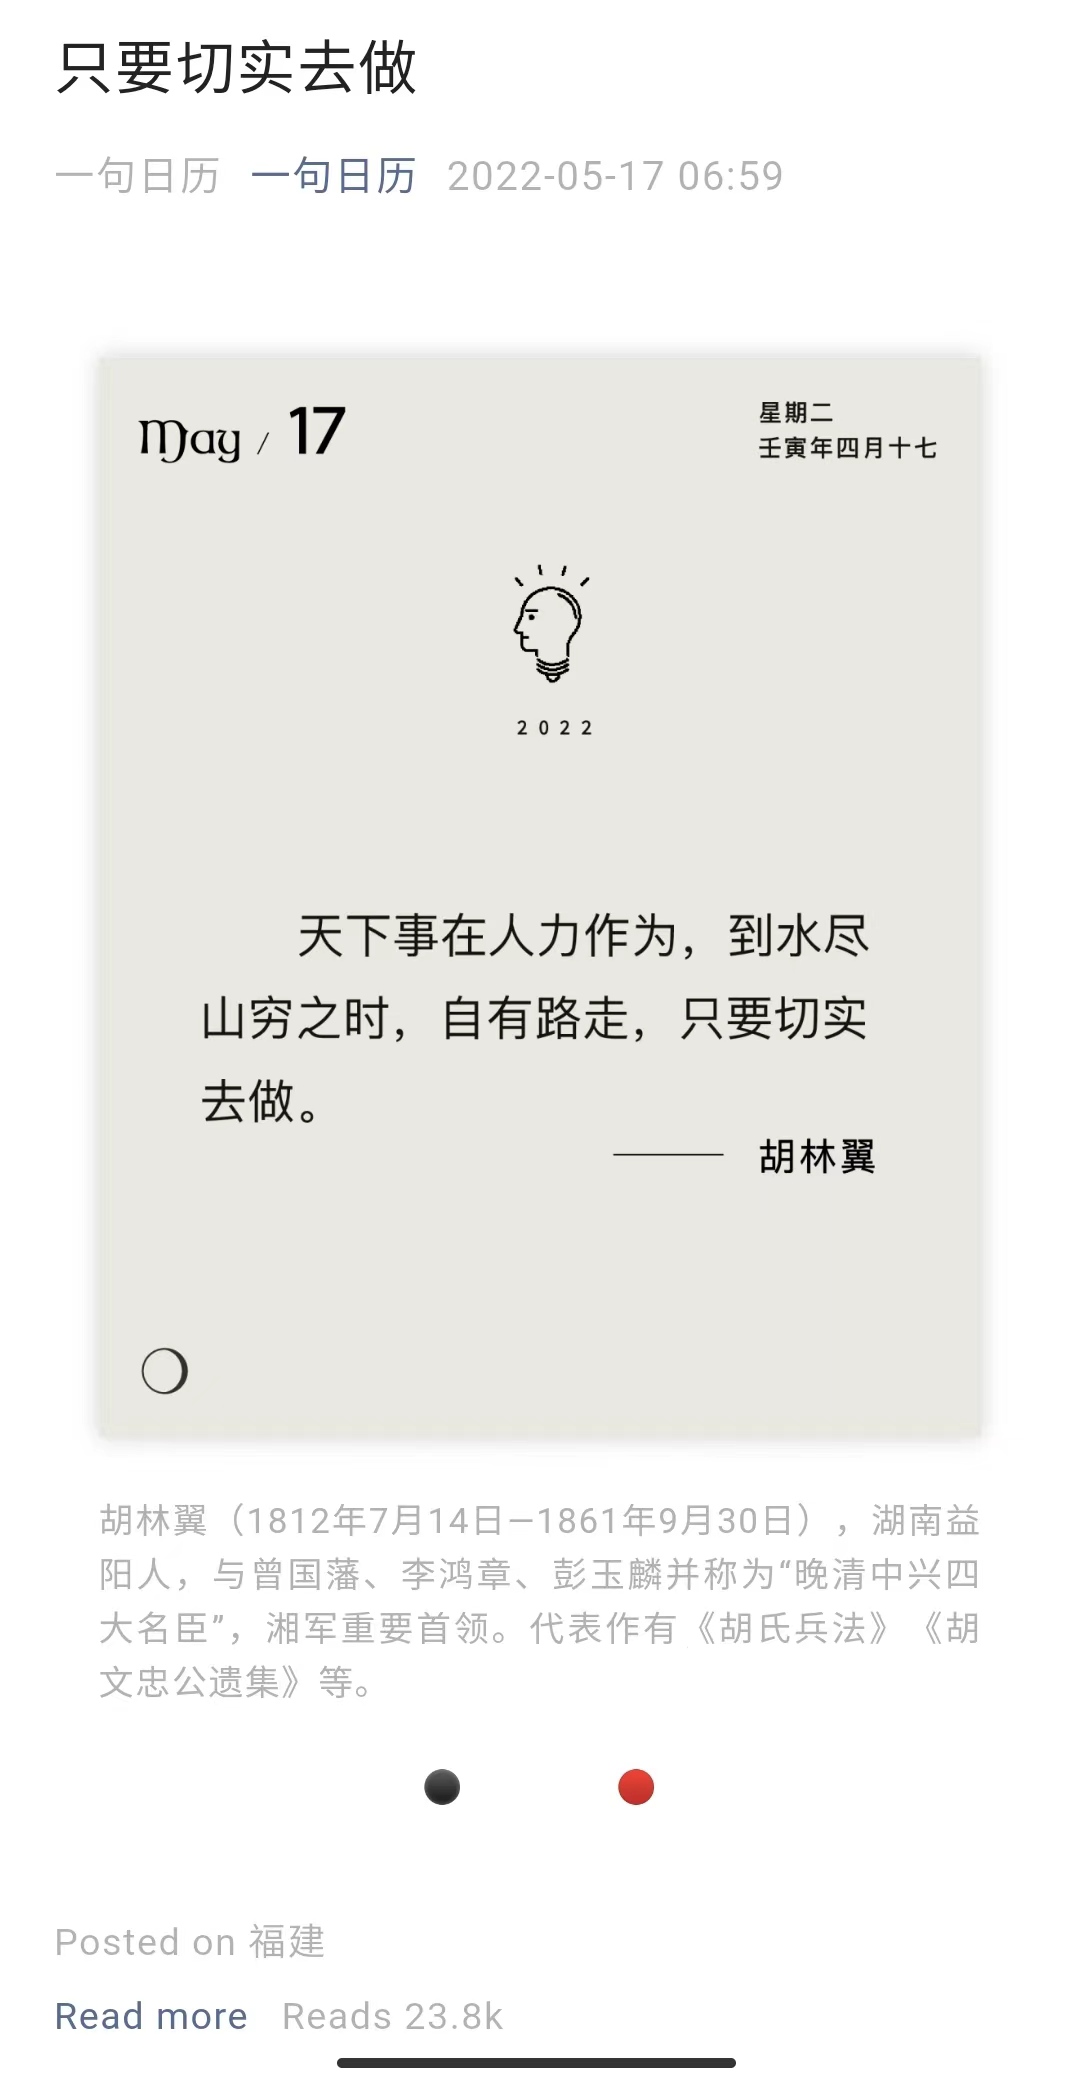 只要切实去做
一句日历 一句日历 2022-05-17 06:59
May / 17
星期二
壬寅年四月十七
2022
天下事在人力作为，到水尽
山穷之时，自有路走，只要切实
去做。
—— 胡林翼
胡林翼（1812年7月14日—1861年9月30日），湖南益
阳人，与曾国藩、李鸿章、彭玉麟并称为“晚清中兴四
大名臣”，湘军重要首领。代表作有《胡氏兵法》《胡
文忠公遗集》等。
Posted on 福建
Read more Reads 23.8k